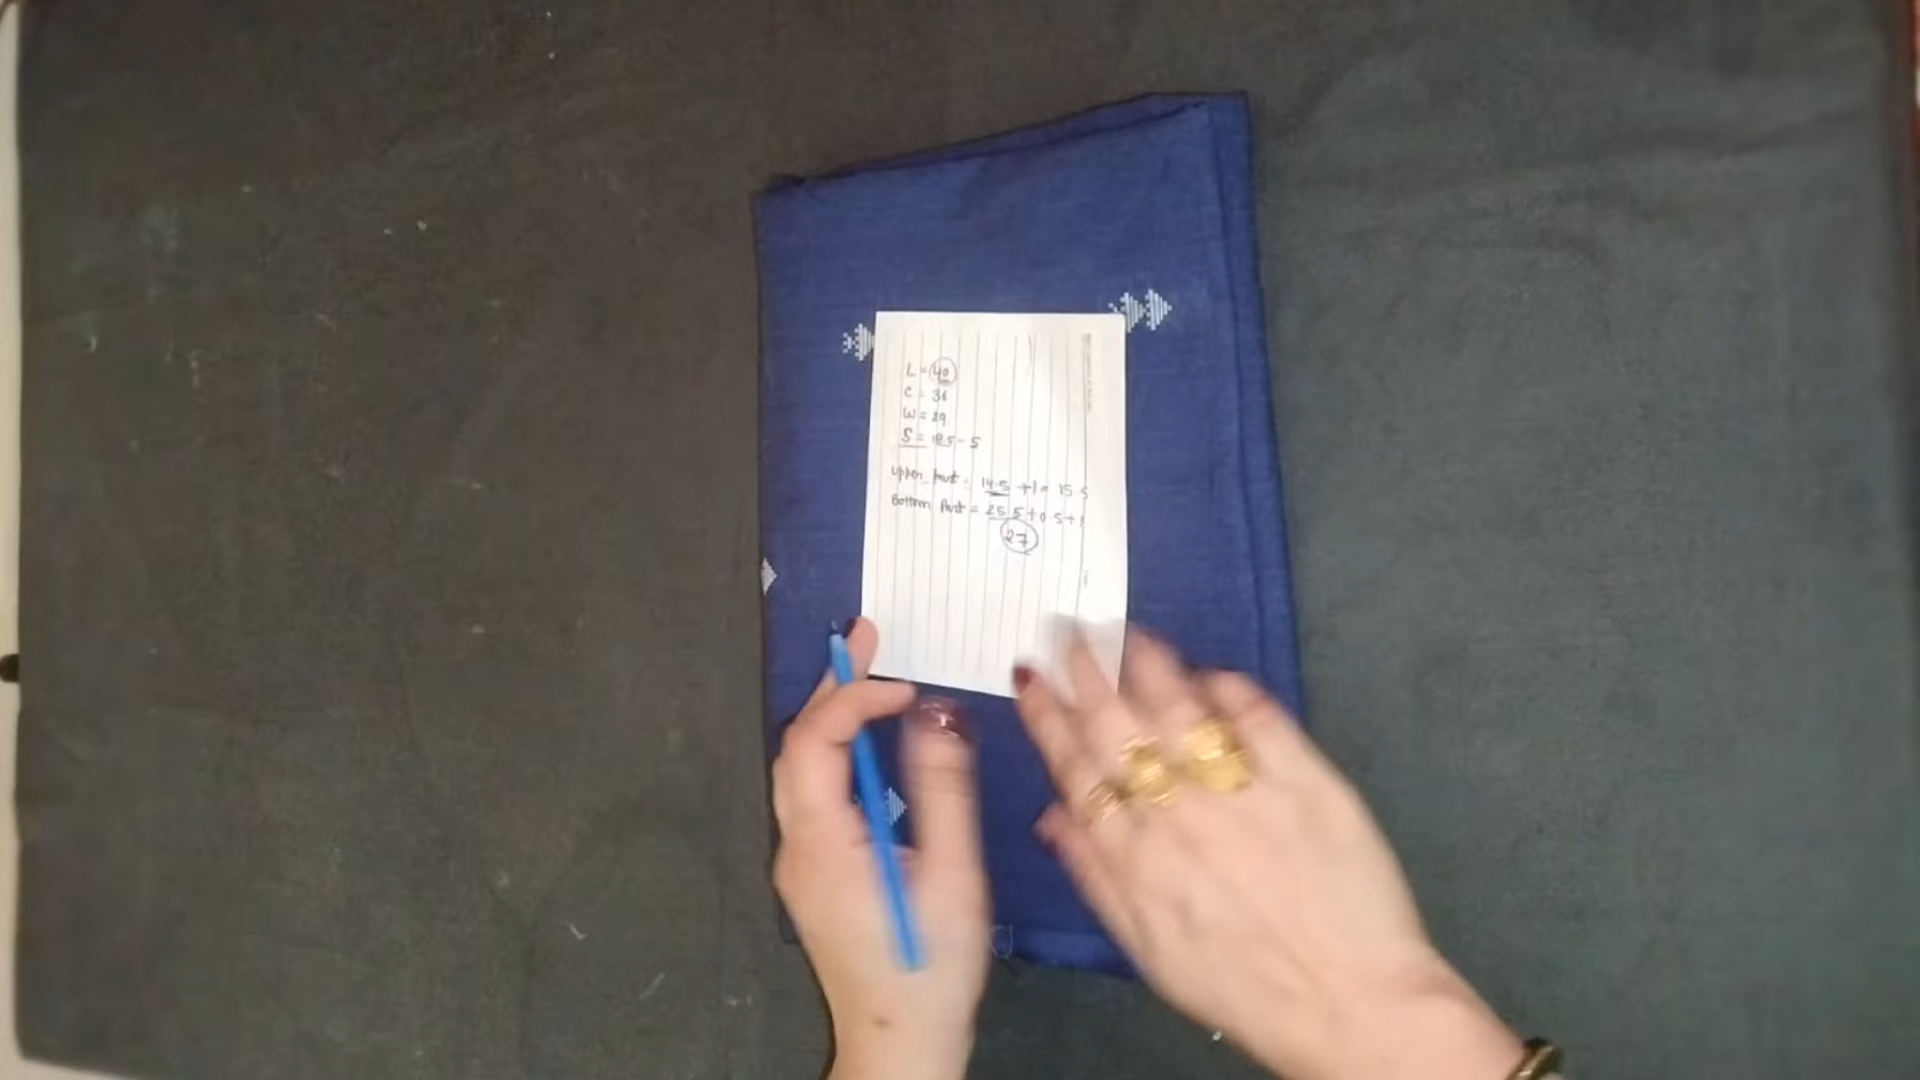 L = 40
C = 36
W = 29
S = 18.5 - 5
Upper part = 14.5 + 1 = 15.5
Bottom Part = 25.5 + 0.5 + 1
27